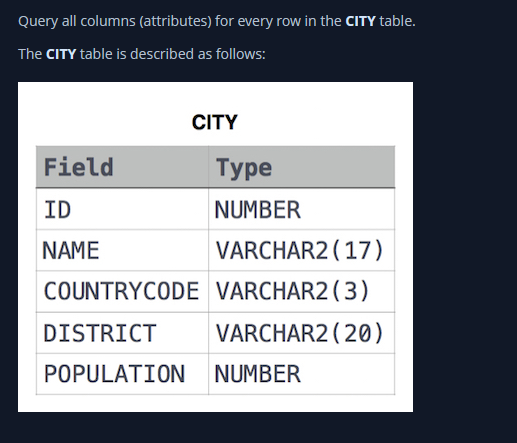 Query all columns (attributes) for every row in the CITY table.
The CITY table is described as follows:
CITY
Field Type
ID NUMBER
NAME VARCHAR2(17)
COUNTRYCODE VARCHAR2(3)
DISTRICT VARCHAR2(20)
POPULATION NUMBER